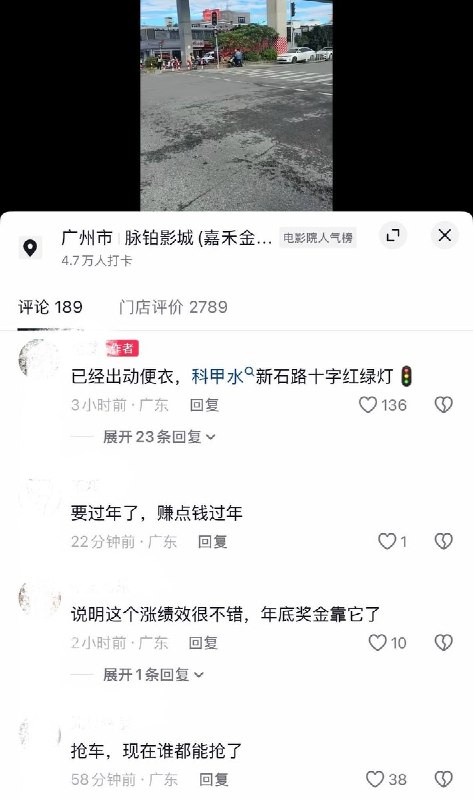 广州市 脉铂影城(嘉禾金... 电影院人气榜
4.7万人打卡
评论 189 门店评价 2789
作者
已经出动便衣，科甲水新石路十字红绿灯🚦
3小时前·广东 回复 136
展开23条回复
要过年了，赚点钱过年
22分钟前·广东 回复 1
说明这个涨绩效很不错，年底奖金靠它了
2小时前·广东 回复 10
展开1条回复
抢车，现在谁都能抢了
58分钟前·广东 回复 38